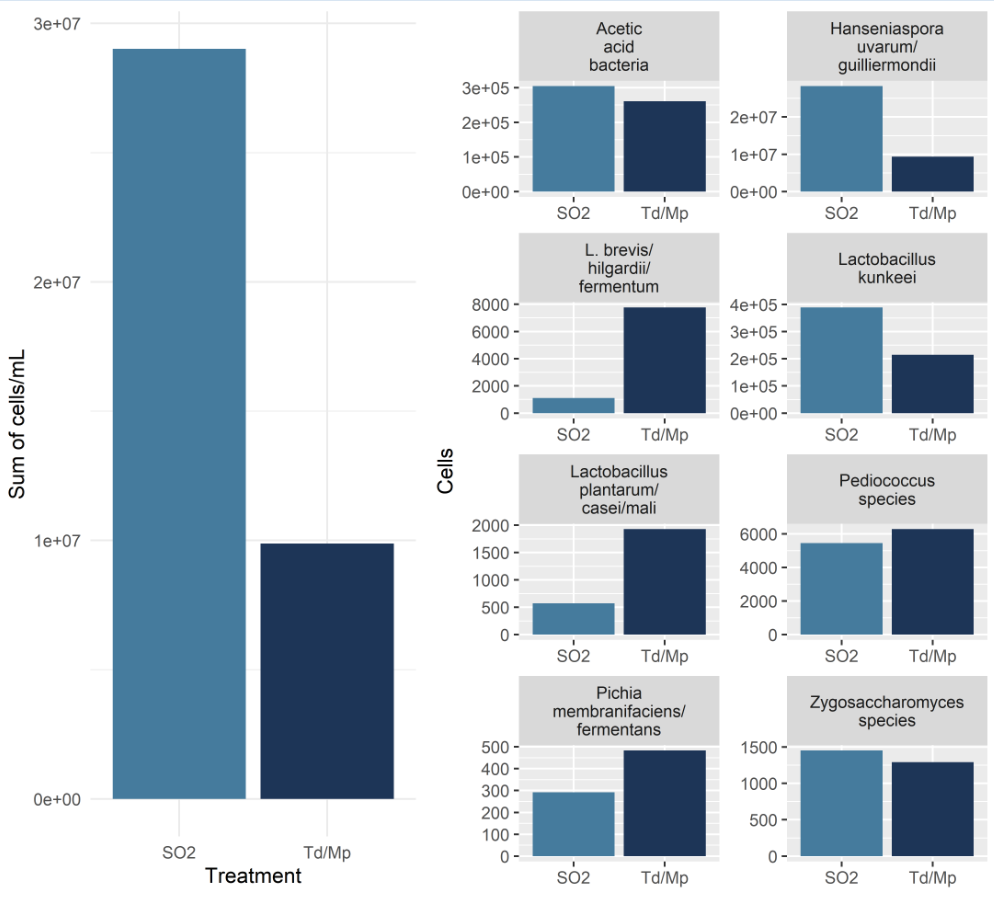 3e+07
2e+07
1e+07
0e+00
Sum of cells/mL
SO2 Td/Mp
Treatment
Cells
Acetic
acid
bacteria
3e+05
2e+05
1e+05
0e+00
SO2 Td/Mp
Hanseniaspora
uvarum/
guilliermondii
2e+07
1e+07
0e+00
SO2 Td/Mp
L. brevis/
hilgardii/
fermentum
8000
6000
4000
2000
0
SO2 Td/Mp
Lactobacillus
kunkeei
4e+05
3e+05
2e+05
1e+05
0e+00
SO2 Td/Mp
Lactobacillus
plantarum/
casei/mali
2000
1500
1000
500
0
SO2 Td/Mp
Pediococcus
species
6000
4000
2000
0
SO2 Td/Mp
Pichia
membranifaciens/
fermentans
500
400
300
200
100
0
SO2 Td/Mp
Zygosaccharomyces
species
1500
1000
500
0
SO2 Td/Mp